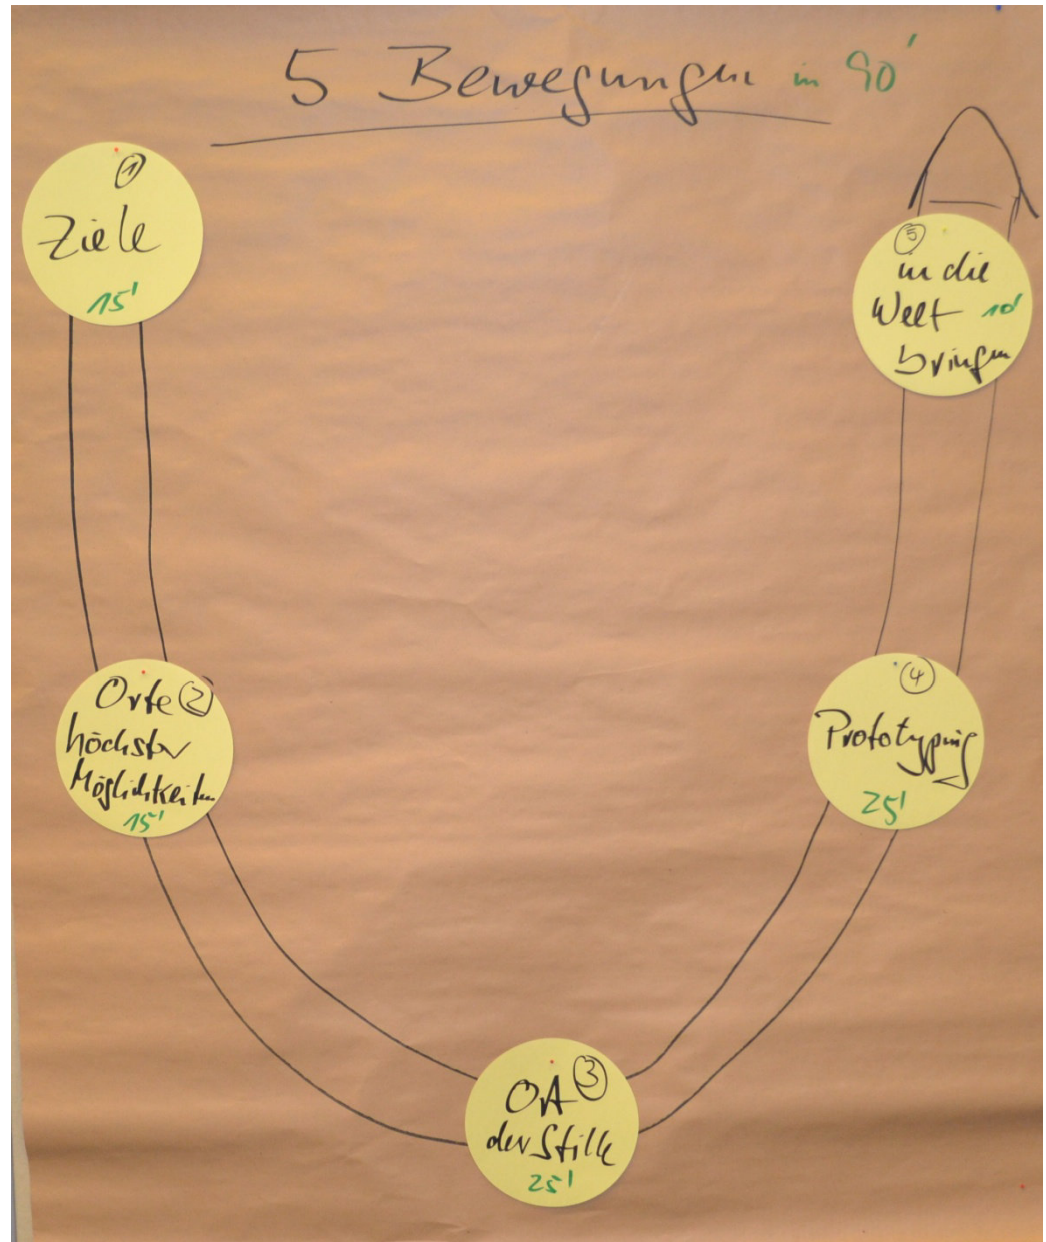 5 Bewegungen in 90'
①
Ziele
15'
Orte ②
höchster
Möglichkeiten
15'
Ort ③
der Stille
25'
④
Prototyping
25'
⑤
in die
Welt 10'
bringen